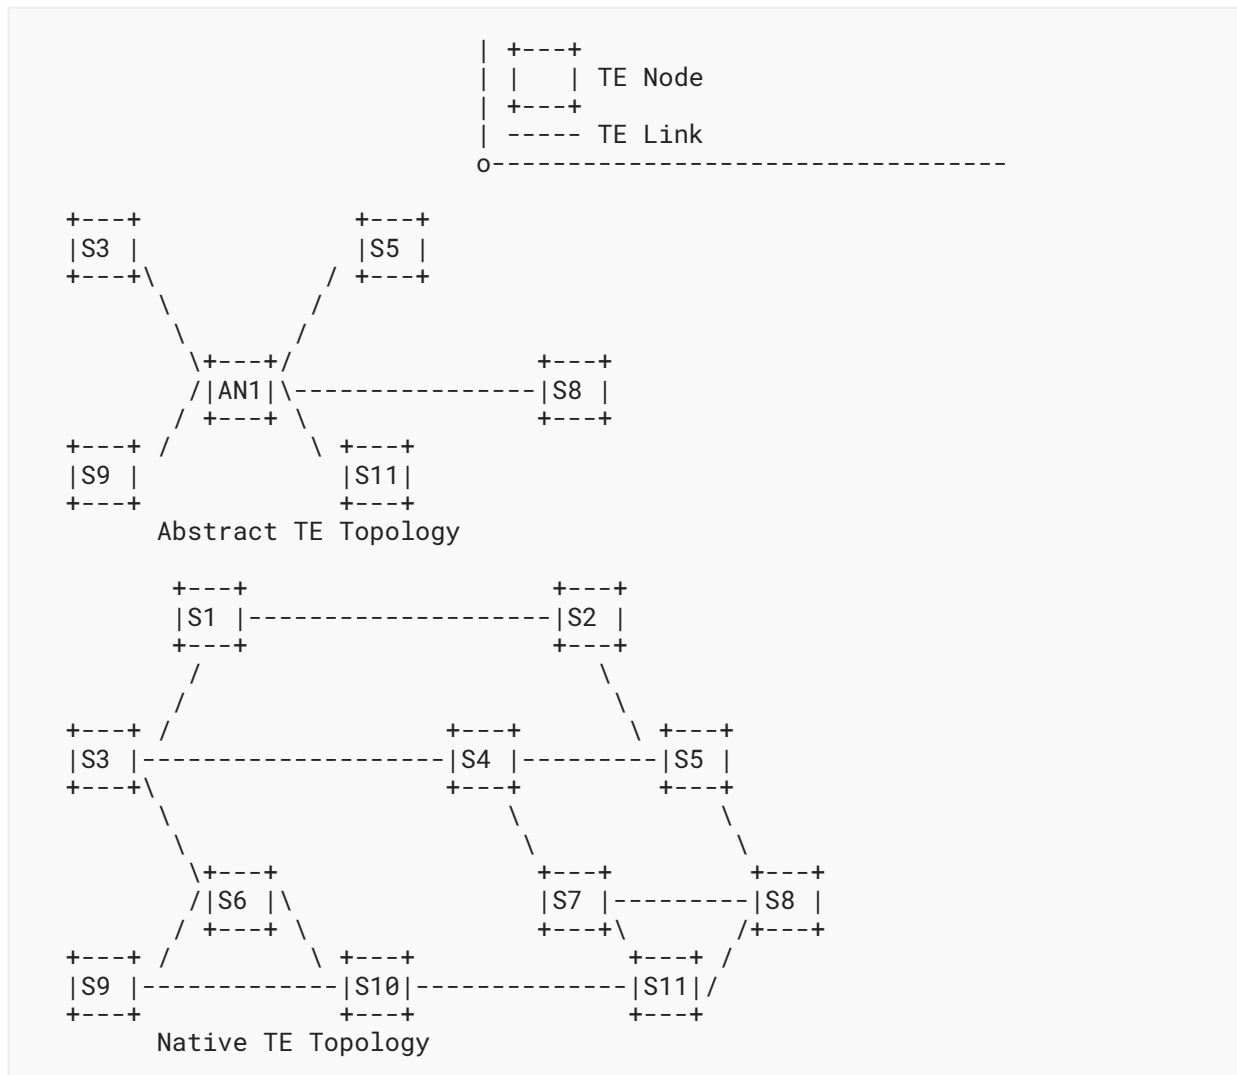 | +---+
| |   | TE Node
| +---+
| ----- TE Link
o----------------------------------
+---+              +---+
|S3 |              |S5 |
+---+\            / +---+
\          /
\        /
\+---+/                +---+
/|AN1|\----------------|S8 |
/ +---+ \               +---+
+---+ /         \ +---+
|S9 |             |S11|
+---+             +---+
Abstract TE Topology
+---+                    +---+
|S1 |--------------------|S2 |
+---+                    +---+
/                          \
/                            \
+---+ /                  +---+       \ +---+
|S3 |--------------------|S4 |---------|S5 |
+---+\                   +---+         +---+
\                      \             \
\                      \             \
\+---+                 +---+         +---+
/|S6 |\                |S7 |---------|S8 |
/ +---+ \               +---+\       /+---+
+---+ /         \ +---+              +---+ /
|S9 |-------------|S10|--------------|S11|/
+---+             +---+              +---+
Native TE Topology